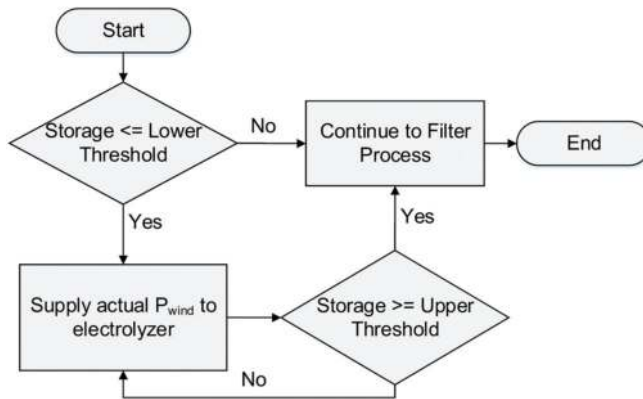 Start
Storage <= Lower
Threshold
No
Continue to Filter
Process
End
Yes
Yes
Supply actual Pwind to
electrolyzer
Storage >= Upper
Threshold
No